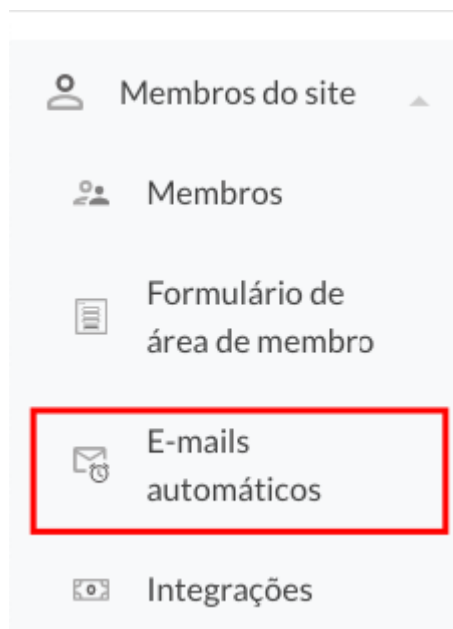 Membros do site
Membros
Formulário de
área de membro
E-mails
automáticos
Integrações